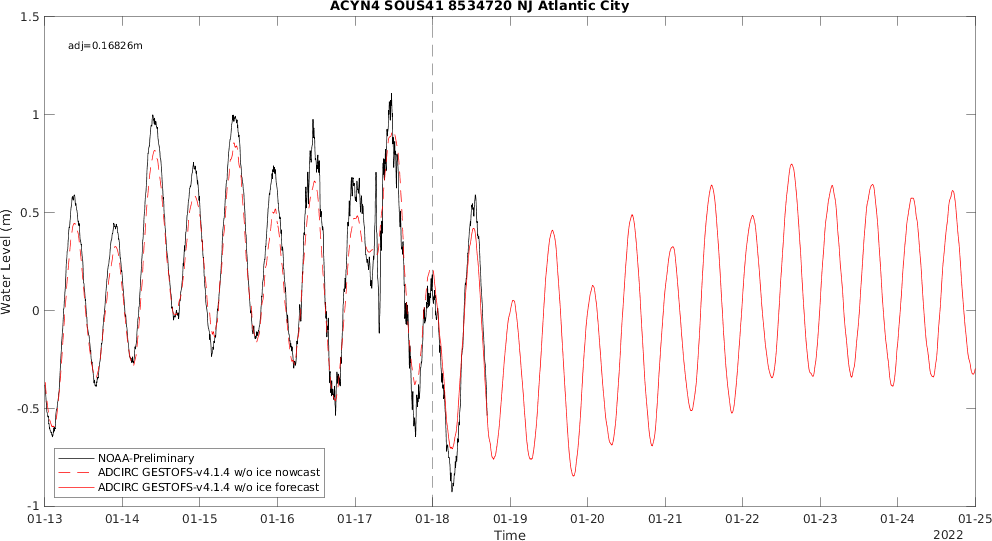 ACYN4 SOUS41 8534720 NJ Atlantic City
adj=0.16826m
1.5
1
0.5
0
-0.5
-1
Water Level (m)
NOAA-Preliminary
ADCIRC GESTOFS-v4.1.4 w/o ice nowcast
ADCIRC GESTOFS-v4.1.4 w/o ice forecast
01-13 01-14 01-15 01-16 01-17 01-18 01-19 01-20 01-21 01-22 01-23 01-24 01-25
Time
2022